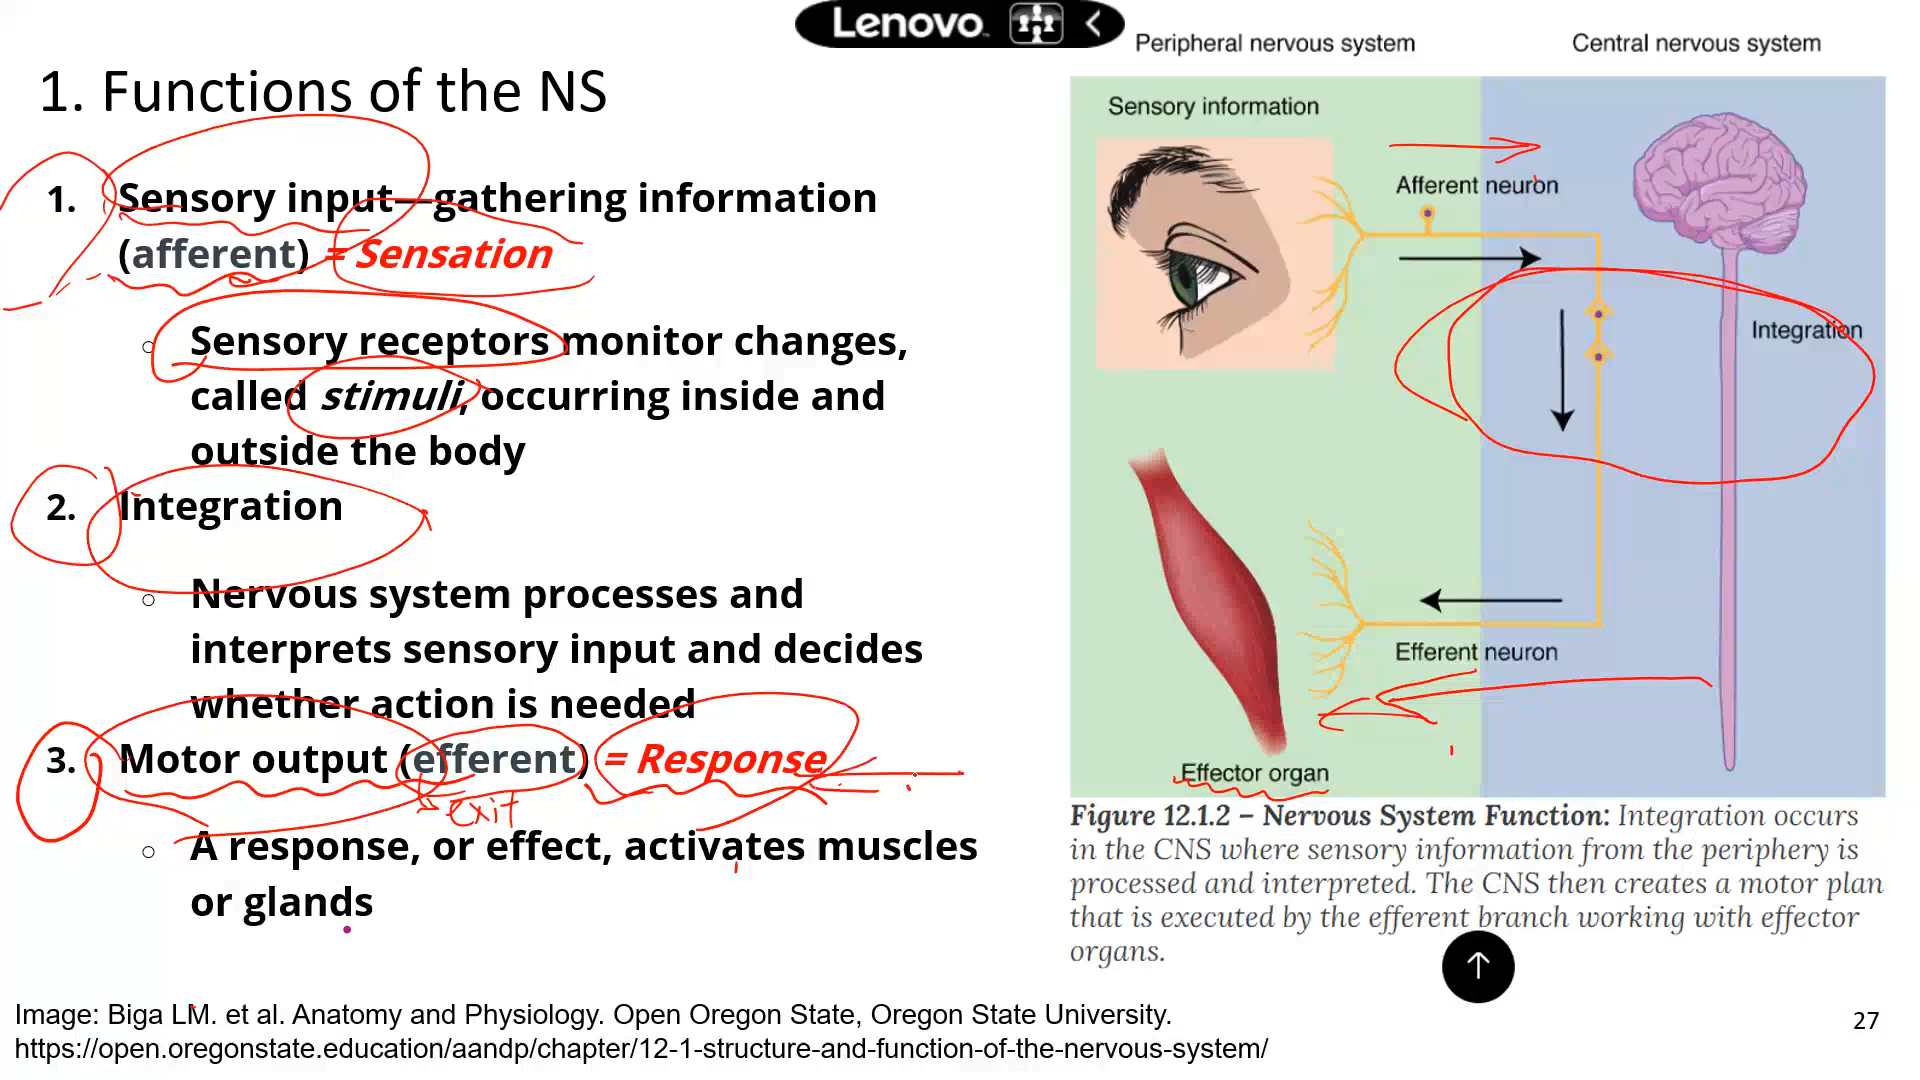 Lenovo
Peripheral nervous system
Central nervous system
1. Functions of the NS
1. Sensory input—gathering information
(afferent) = Sensation
○ Sensory receptors monitor changes,
called stimuli, occurring inside and
outside the body
2. Integration
○ Nervous system processes and
interprets sensory input and decides
whether action is needed
3. Motor output (efferent) = Response
exit
○ A response, or effect, activates muscles
or glands
Sensory information
Afferent neuron
Integration
Efferent neuron
Effector organ
Figure 12.1.2 – Nervous System Function: Integration occurs
in the CNS where sensory information from the periphery is
processed and interpreted. The CNS then creates a motor plan
that is executed by the efferent branch working with effector
organs.
Image: Biga LM. et al. Anatomy and Physiology. Open Oregon State, Oregon State University.
https://open.oregonstate.education/aandp/chapter/12-1-structure-and-function-of-the-nervous-system/
27